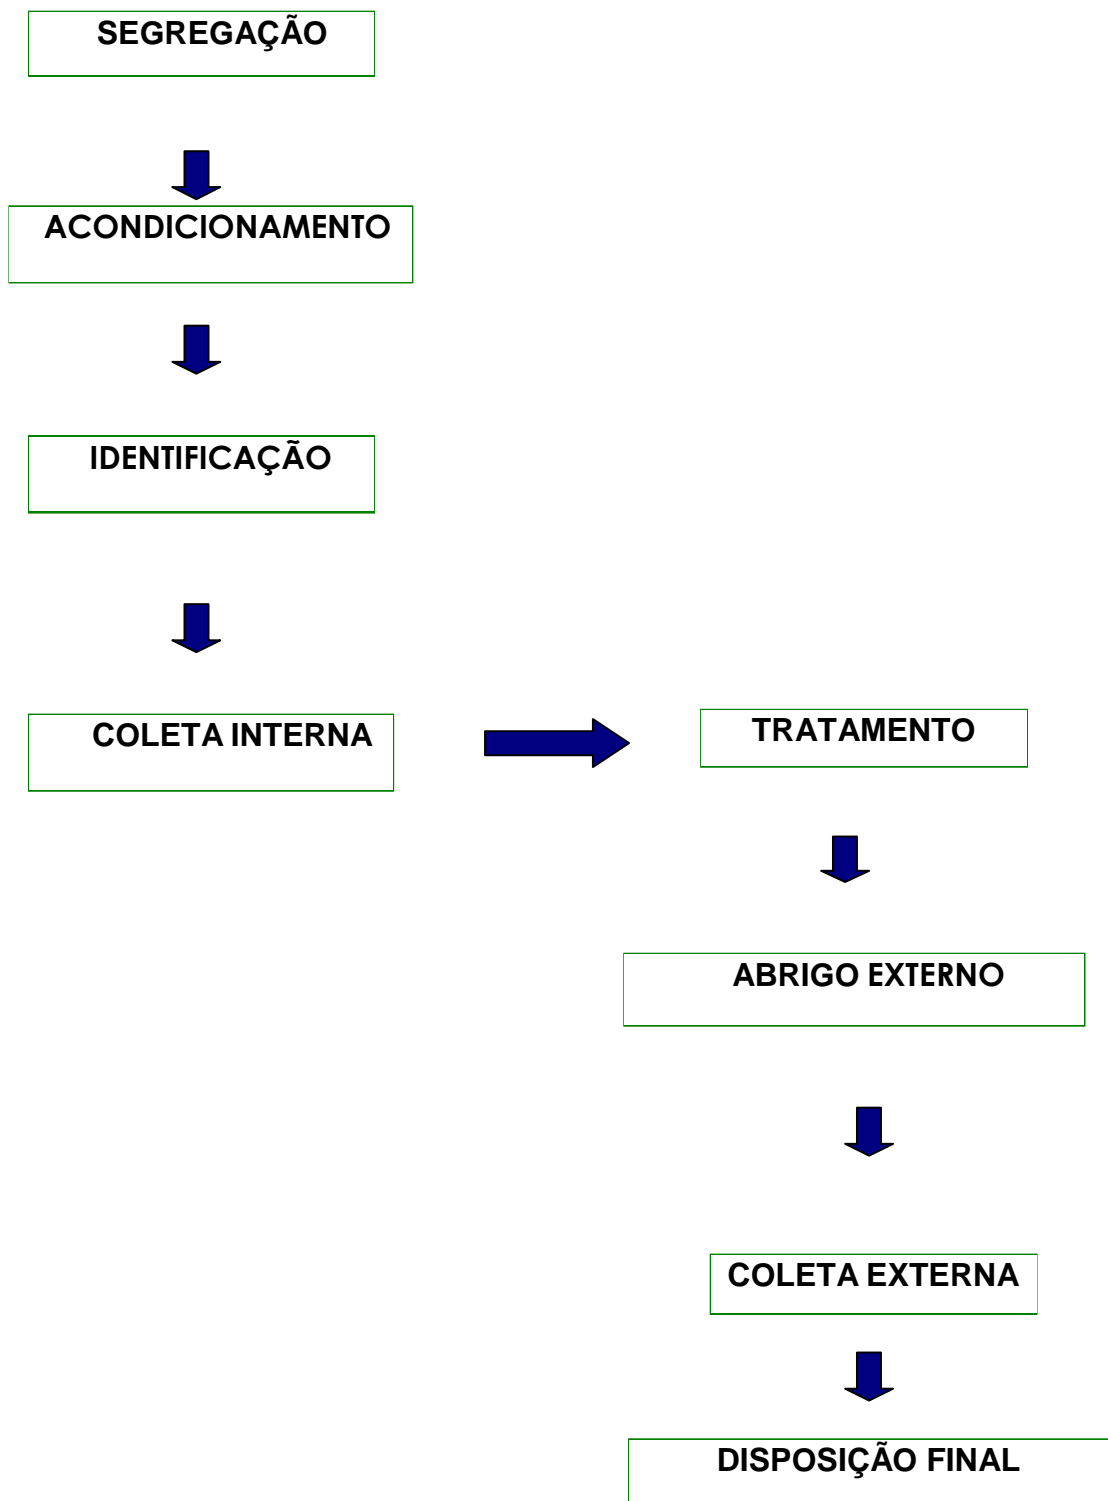 SEGREGAÇÃO
ACONDICIONAMENTO
IDENTIFICAÇÃO
COLETA INTERNA
TRATAMENTO
ABRIGO EXTERNO
COLETA EXTERNA
DISPOSIÇÃO FINAL